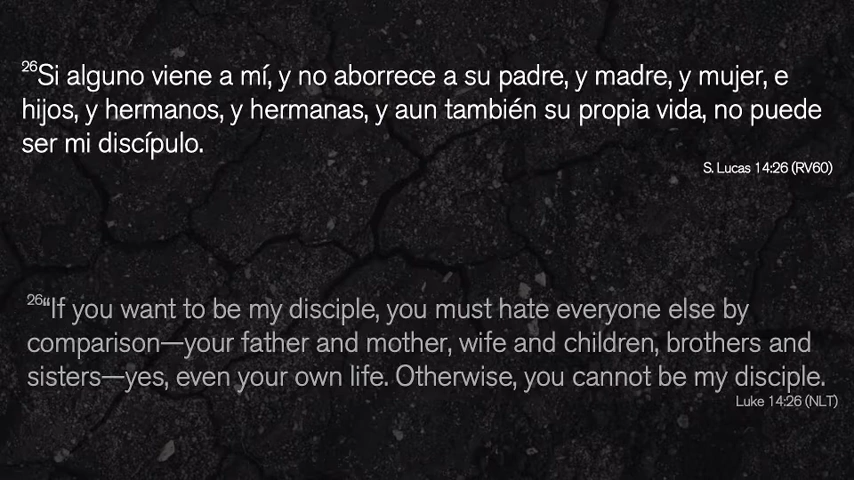 26Si alguno viene a mí, y no aborrece a su padre, y madre, y mujer, e
hijos, y hermanos, y hermanas, y aun también su propia vida, no puede
ser mi discípulo.
S. Lucas 14:26 (RV60)
26“If you want to be my disciple, you must hate everyone else by
comparison—your father and mother, wife and children, brothers and
sisters—yes, even your own life. Otherwise, you cannot be my disciple.
Luke 14:26 (NLT)